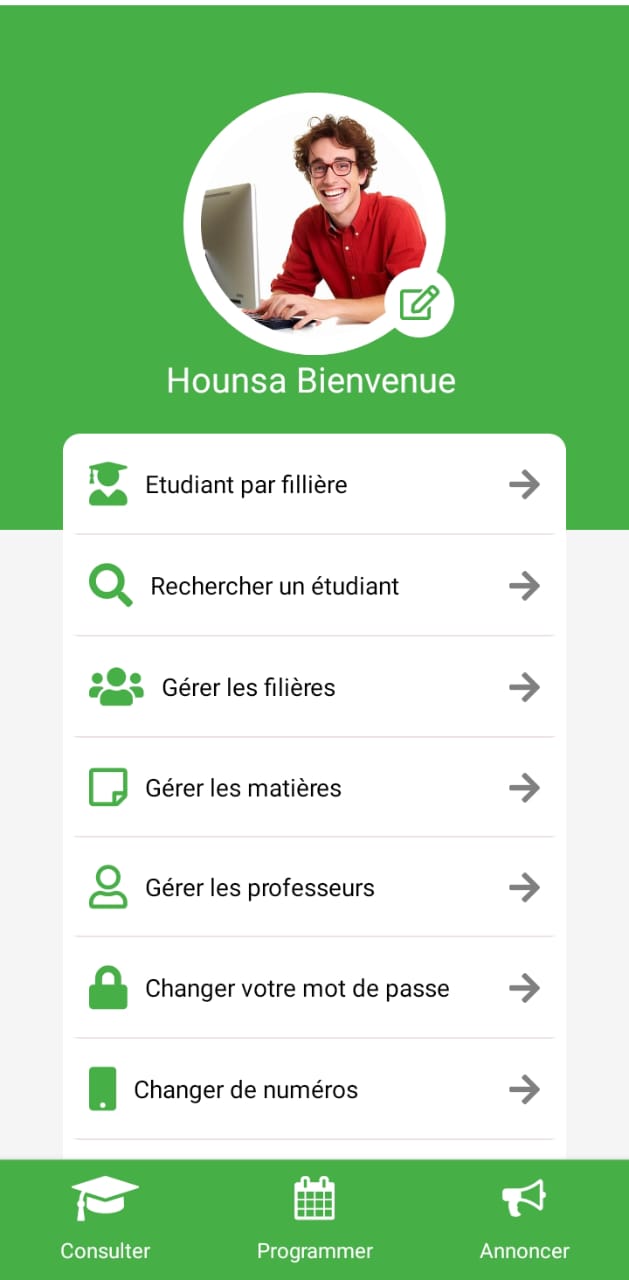 Hounsa Bienvenue
Etudiant par fillière
Rechercher un étudiant
Gérer les filières
Gérer les matières
Gérer les professeurs
Changer votre mot de passe
Changer de numéros
Consulter
Programmer
Annoncer